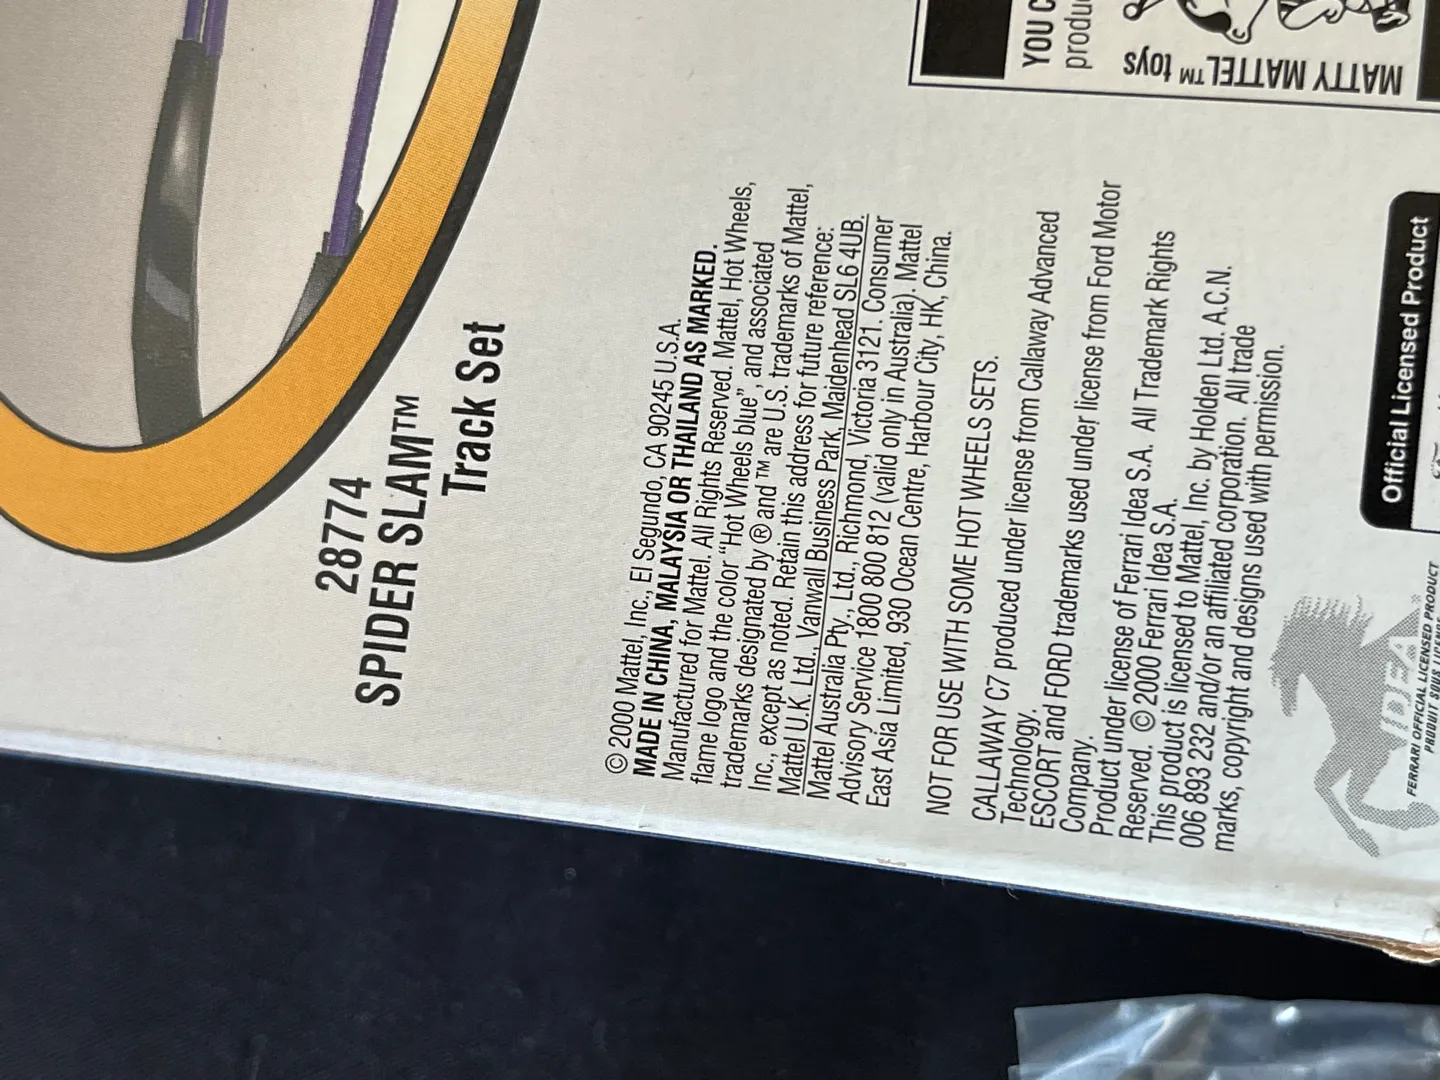 28774
SPIDER SLAM™
Track Set
© 2000 Mattel, Inc., El Segundo, CA 90245 U.S.A.
MADE IN CHINA, MALAYSIA OR THAILAND AS MARKED.
Manufactured for Mattel. All Rights Reserved. Mattel, Hot Wheels,
flame logo and the color "Hot Wheels blue", and associated
trademarks designated by ® and ™ are U.S. trademarks of Mattel,
Inc., except as noted. Retain this address for future reference:
Mattel U.K. Ltd., Vanwall Business Park, Maidenhead SL6 4UB.
Mattel Australia Pty., Ltd., Richmond, Victoria 3121. Consumer
Advisory Service 1800 800 812 (valid only in Australia). Mattel
East Asia Limited, 930 Ocean Centre, Harbour City, HK, China.
NOT FOR USE WITH SOME HOT WHEELS SETS.
CALLAWAY C7 produced under license from Callaway Advanced
Technology.
ESCORT and FORD trademarks used under license from Ford Motor
Company.
Product under license of Ferrari Idea S.A. All Trademark Rights
Reserved. © 2000 Ferrari Idea S.A.
This product is licensed to Mattel, Inc. by Holden Ltd. A.C.N.
006 893 232 and/or an affiliated corporation. All trade
marks, copyright and designs used with permission.
IDEA
FERRARI OFFICIAL LICENSED PRODUCT
PRODUIT SOUS LICENSE
Official Licensed Product
YOU C
produc
MATTY MATTEL™ toys